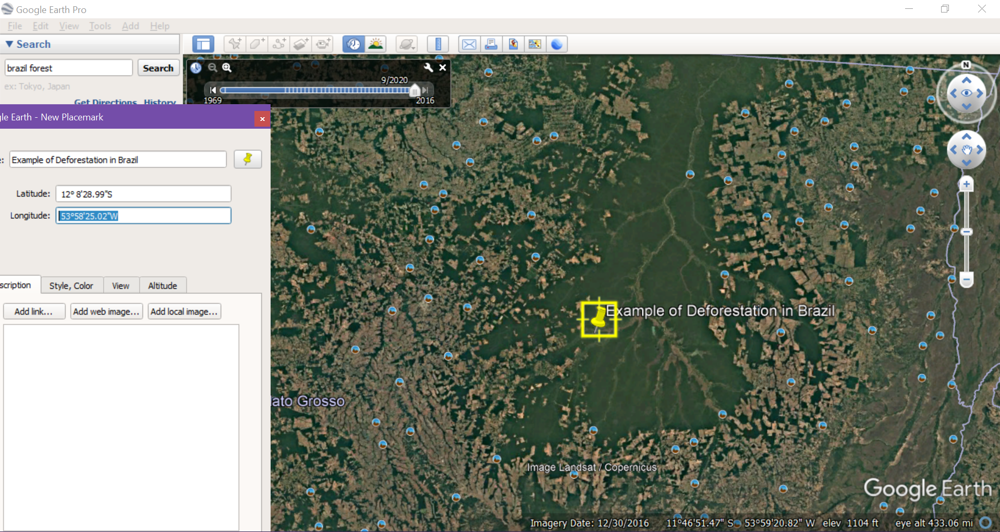 Google Earth Pro
File Edit View Tools Add Help
Search
brazil forest
Search
ex: Tokyo, Japan
Get Directions History
9/2020
1969
2016
N
gle Earth - New Placemark
e:
Example of Deforestation in Brazil
Latitude:
12° 8'28.99"S
Longitude:
53°58'25.02"W
scription
Style, Color
View
Altitude
Add link...
Add web image...
Add local image...
Example of Deforestation in Brazil
lato Grosso
Image Landsat / Copernicus
Google Earth
Imagery Date: 12/30/2016 11°46'51.47" S 53°59'20.82" W elev 1104 ft eye alt 433.06 mi